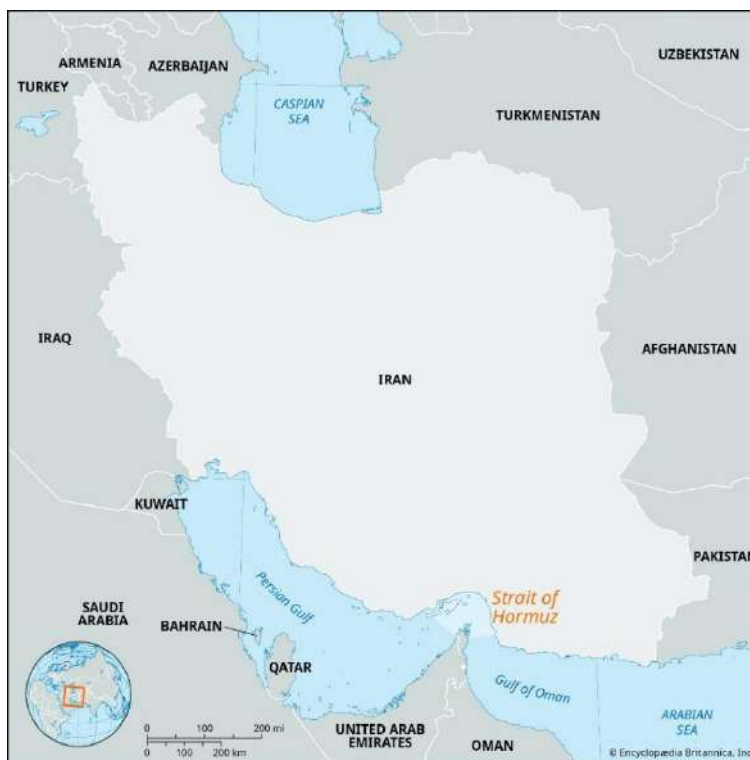 UZBEKISTAN
ARMENIA
AZERBAIJAN
TURKEY
CASPIAN
SEA
TURKMENISTAN
IRAQ
AFGHANISTAN
IRAN
KUWAIT
PAKISTAN
Persian Gulf
Strait of
Hormuz
SAUDI
ARABIA
BAHRAIN
QATAR
Gulf of Oman
ARABIAN
SEA
0 100 200 mi
0 100 200 km
UNITED ARAB
EMIRATES
OMAN
© Encyclopædia Britannica, Inc